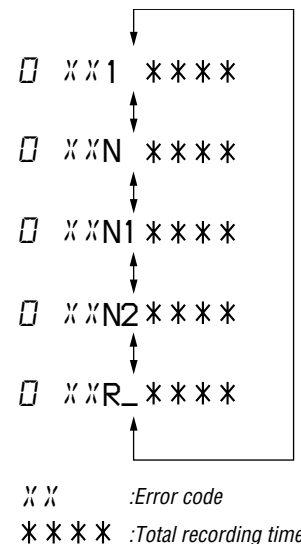 0 XX1 ****
0 XXN ****
0 XXN1 ****
0 XXN2 ****
0 XXR_ ****
XX :Error code
**** :Total recording time